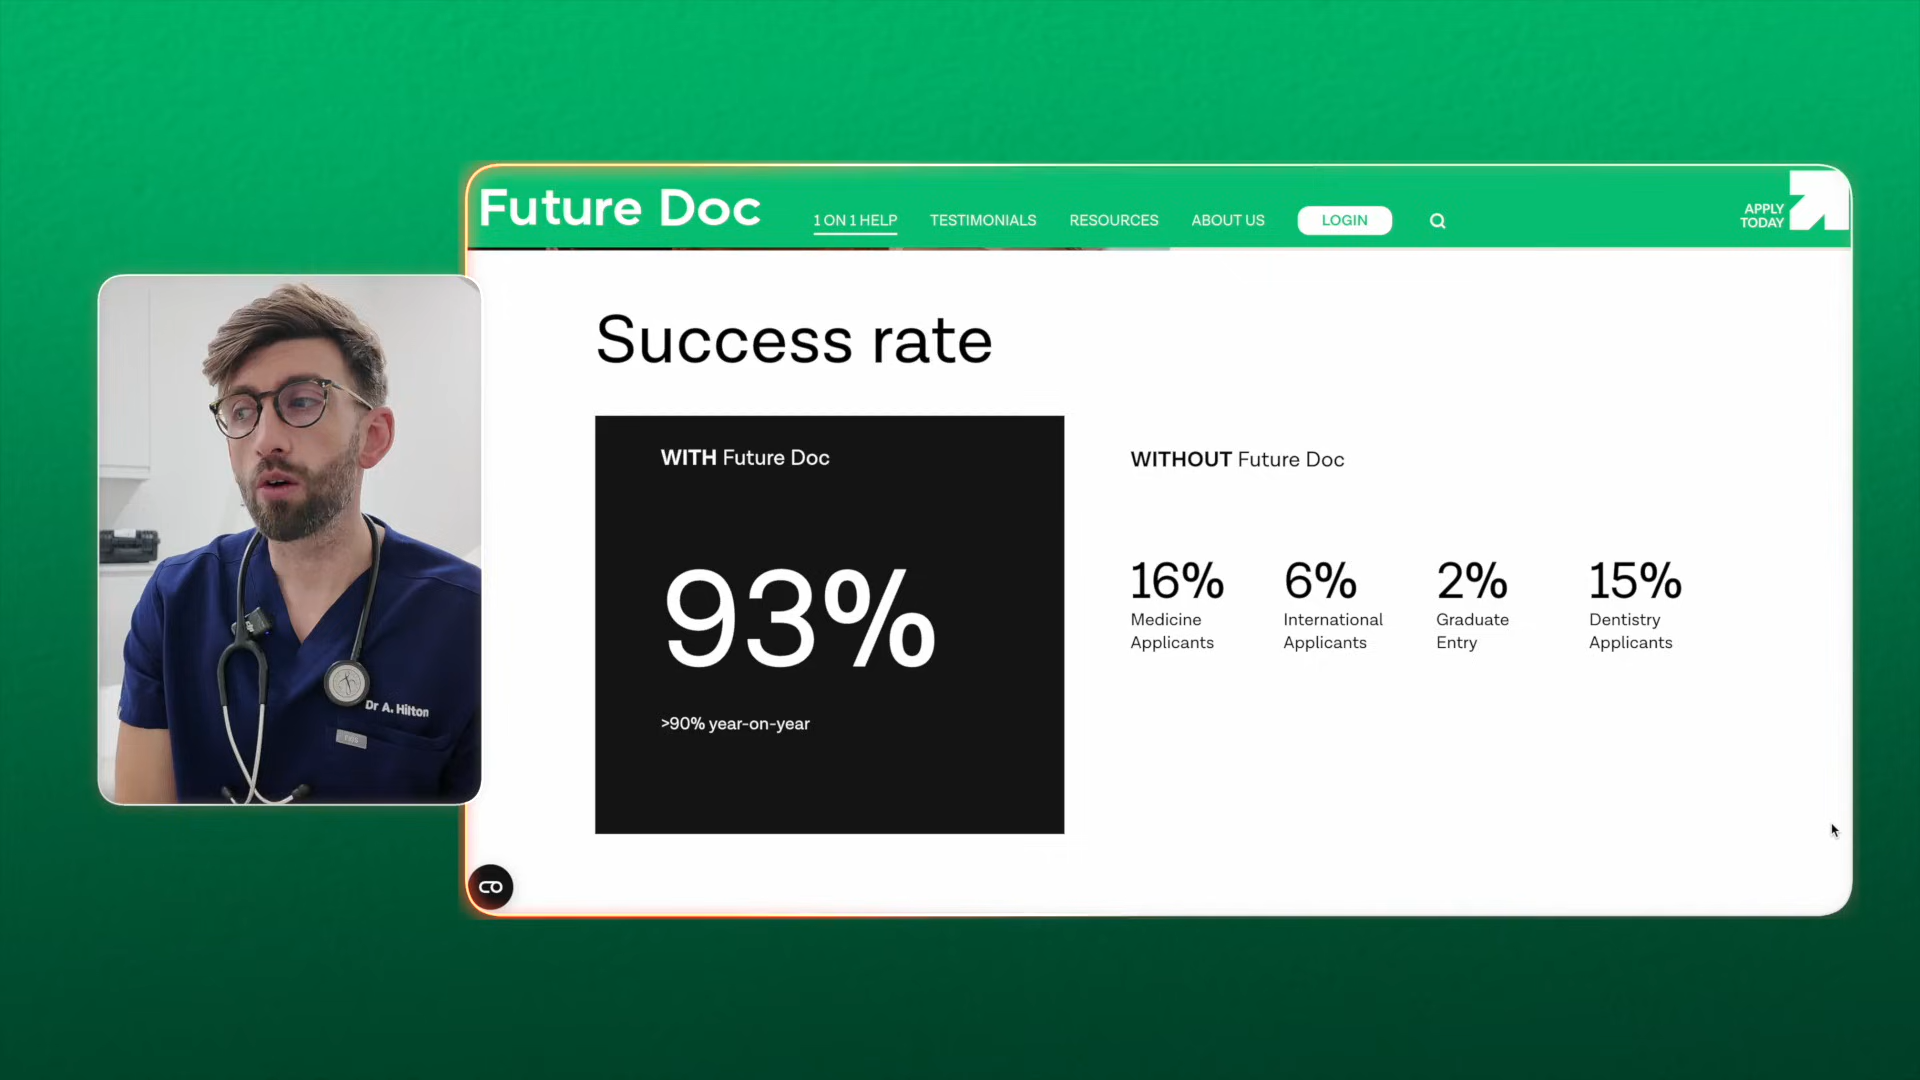 Future Doc
1 ON 1 HELP
TESTIMONIALS
RESOURCES
ABOUT US
LOGIN
APPLY
TODAY
Success rate
WITH Future Doc
93%
>90% year-on-year
WITHOUT Future Doc
16%
Medicine
Applicants
6%
International
Applicants
2%
Graduate
Entry
15%
Dentistry
Applicants
Dr A. Hilton